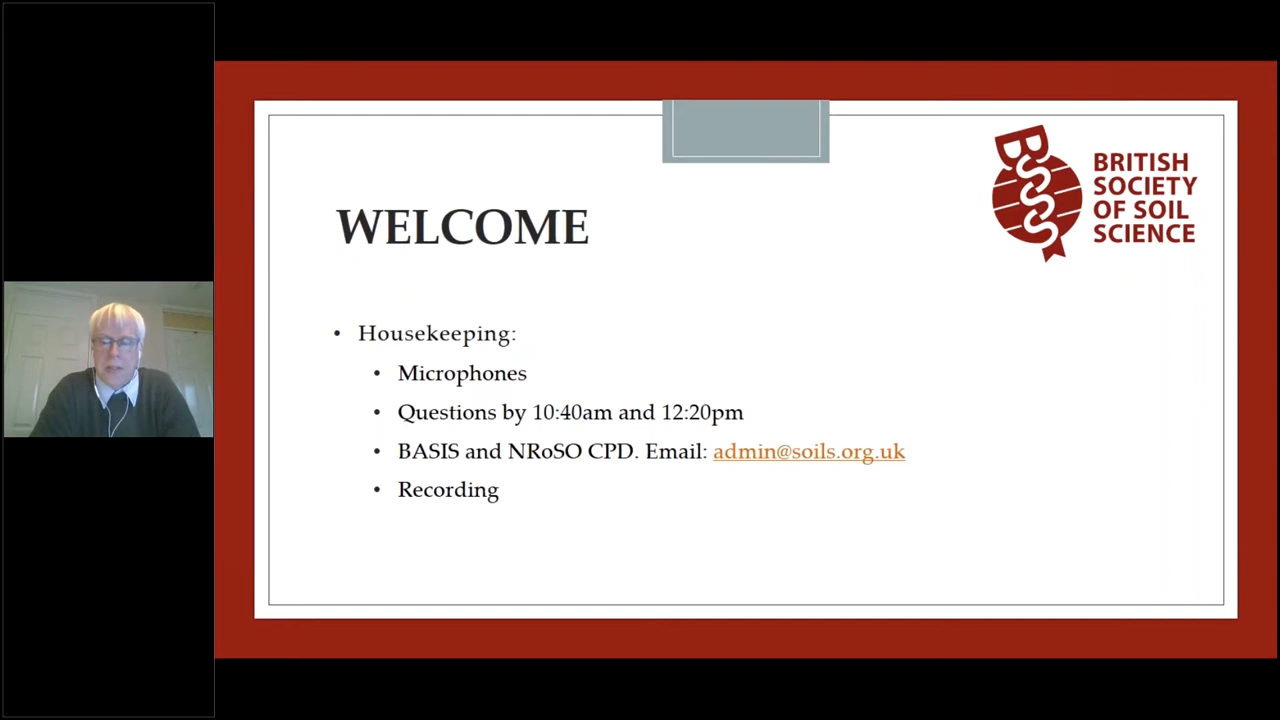 BSSS
BRITISH
SOCIETY
OF SOIL
SCIENCE
WELCOME
• Housekeeping:
• Microphones
• Questions by 10:40am and 12:20pm
• BASIS and NRoSO CPD. Email: admin@soils.org.uk
• Recording